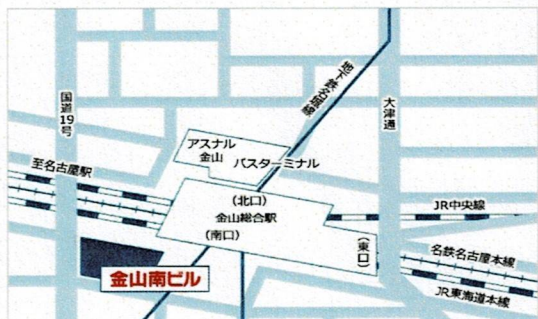 国道19号
地下鉄名城線
大津通
アスナル
金山
バスターミナル
至名古屋駅
(北口)
金山総合駅
(南口)
(東口)
JR中央線
名鉄名古屋本線
JR東海道本線
金山南ビル